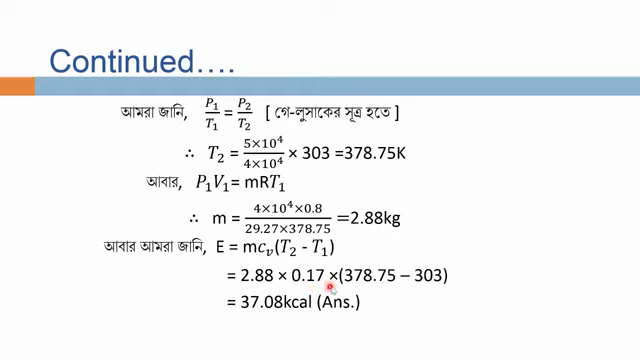 Continued….
আমরা জানি, P₁/T₁ = P₂/T₂ [ গে-লুসাকের সূত্র হতে ]
∴ T₂ = (5×10⁴)/(4×10⁴) × 303 =378.75K
আবার, P₁V₁= mRT₁
∴ m = (4×10⁴×0.8)/(29.27×378.75) =2.88kg
আবার আমরা জানি, E = mcᵥ(T₂ - T₁)
= 2.88 × 0.17 ×(378.75 – 303)
= 37.08kcal (Ans.)